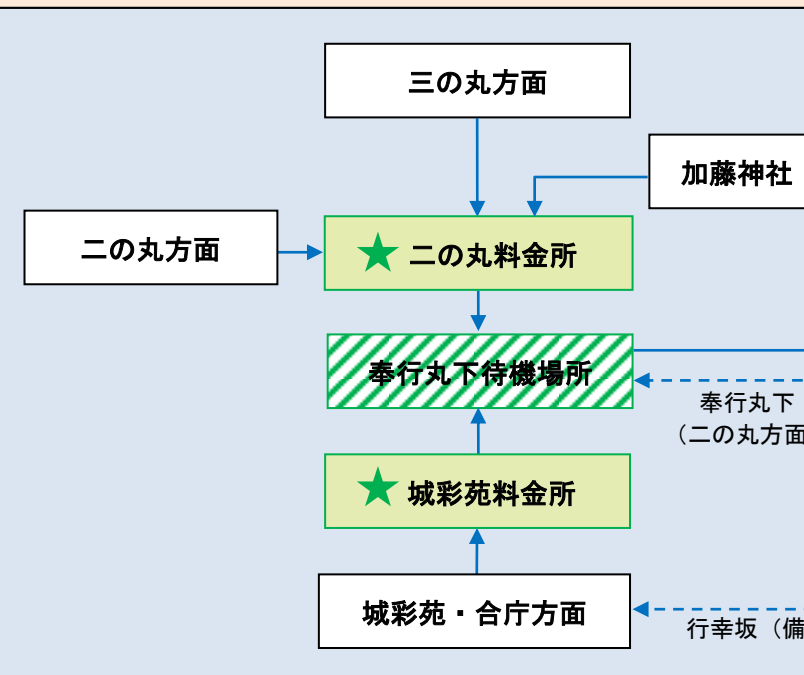 三の丸方面
加藤神社
二の丸方面
★ 二の丸料金所
奉行丸下待機場所
奉行丸下
（二の丸方面
★ 城彩苑料金所
城彩苑・合庁方面
行幸坂（備